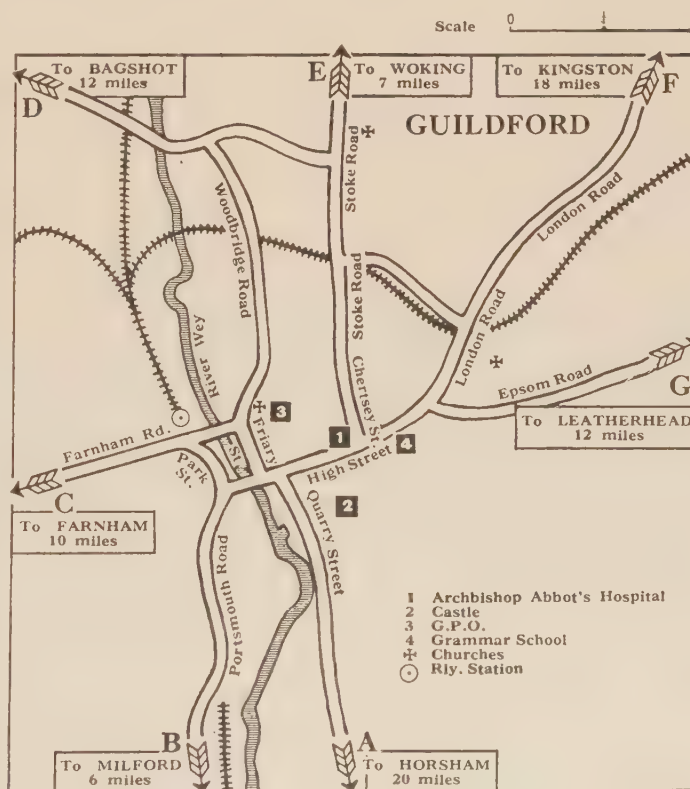 Scale 0 ¼
To BAGSHOT
12 miles
D
E
To WOKING
7 miles
To KINGSTON
18 miles
F
GUILDFORD
Stoke Road
London Road
Woodbridge Road
Stoke Road
River Wey
London Road
Epsom Road
G
To LEATHERHEAD
12 miles
Chertsey St.
3
1
4
Friary
St.
Farnham Rd.
Park
St.
High Street
2
C
To FARNHAM
10 miles
Quarry Street
Portsmouth Road
1 Archbishop Abbot's Hospital
2 Castle
3 G.P.O.
4 Grammar School
Churches
Rly. Station
B
To MILFORD
6 miles
A
To HORSHAM
20 miles